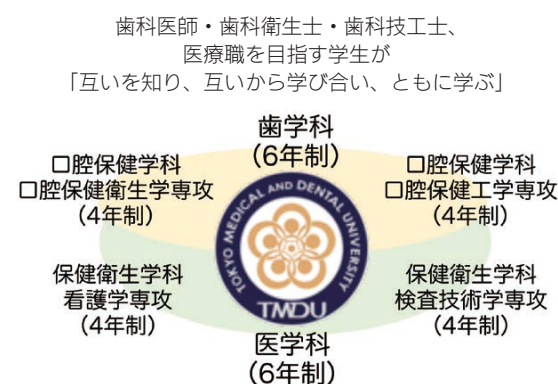 歯科医師・歯科衛生士・歯科技工士、
医療職を目指す学生が
「互いを知り、互いから学び合い、ともに学ぶ」
歯学科
(6年制)
口腔保健学科
口腔保健衛生学専攻
(4年制)
口腔保健学科
口腔保健工学専攻
(4年制)
TOKYO MEDICAL AND DENTAL UNIVERSITY
TMDU
保健衛生学科
看護学専攻
(4年制)
保健衛生学科
検査技術学専攻
(4年制)
医学科
(6年制)